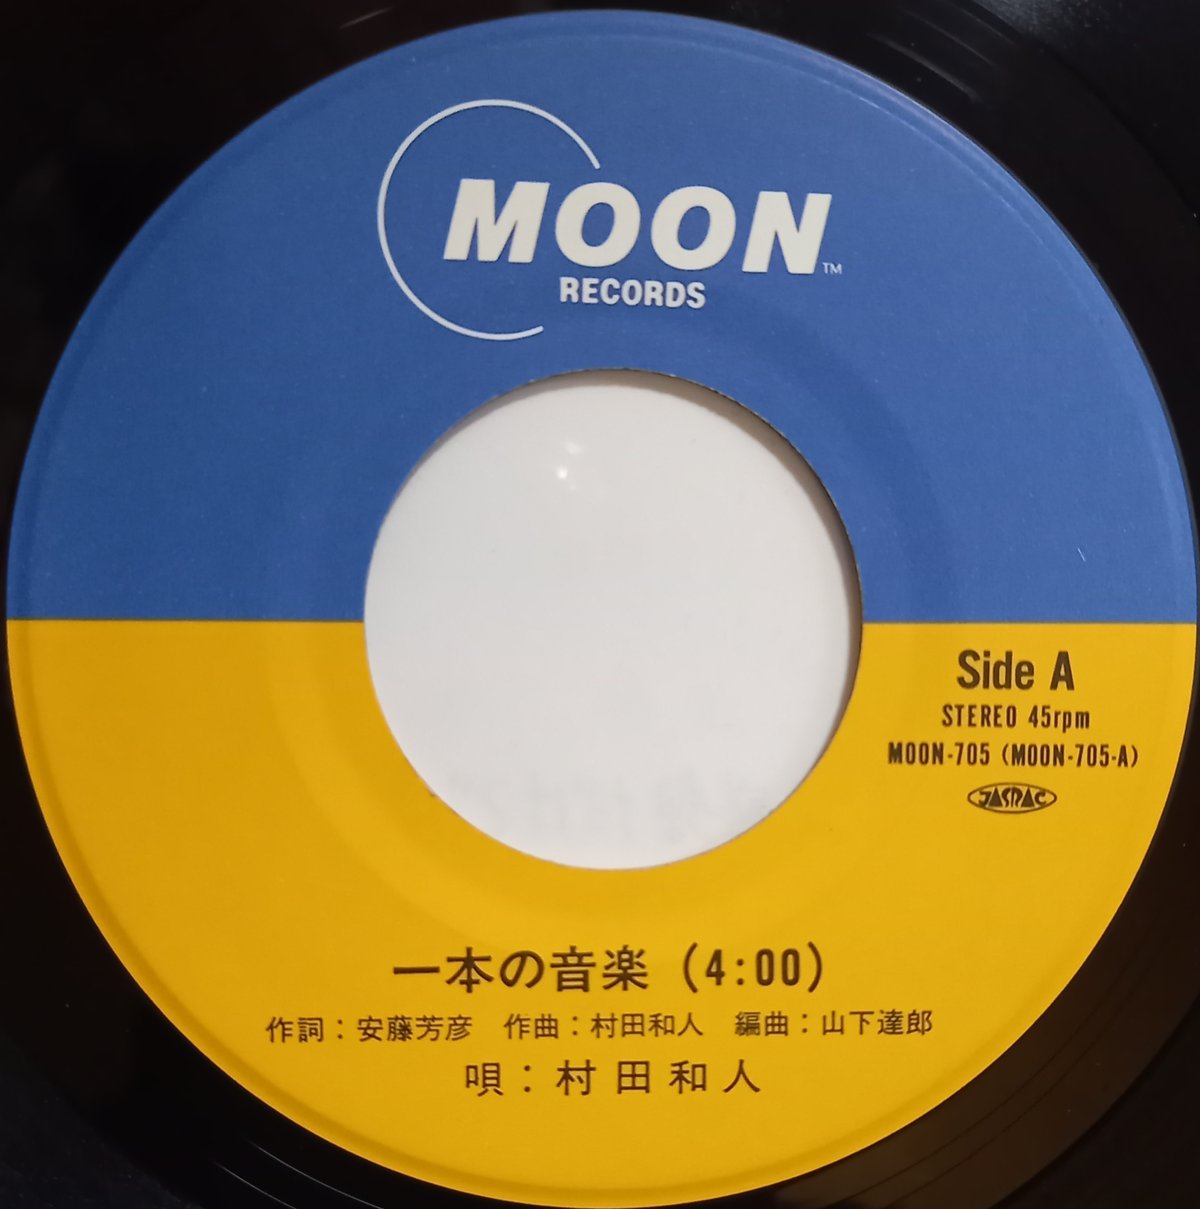 MOON™
RECORDS
Side A
STEREO 45rpm
MOON-705 (MOON-705-A)
JASRAC
一本の音楽 (4:00)
作詞：安藤芳彦 作曲：村田和人 編曲：山下達郎
唄：村田和人